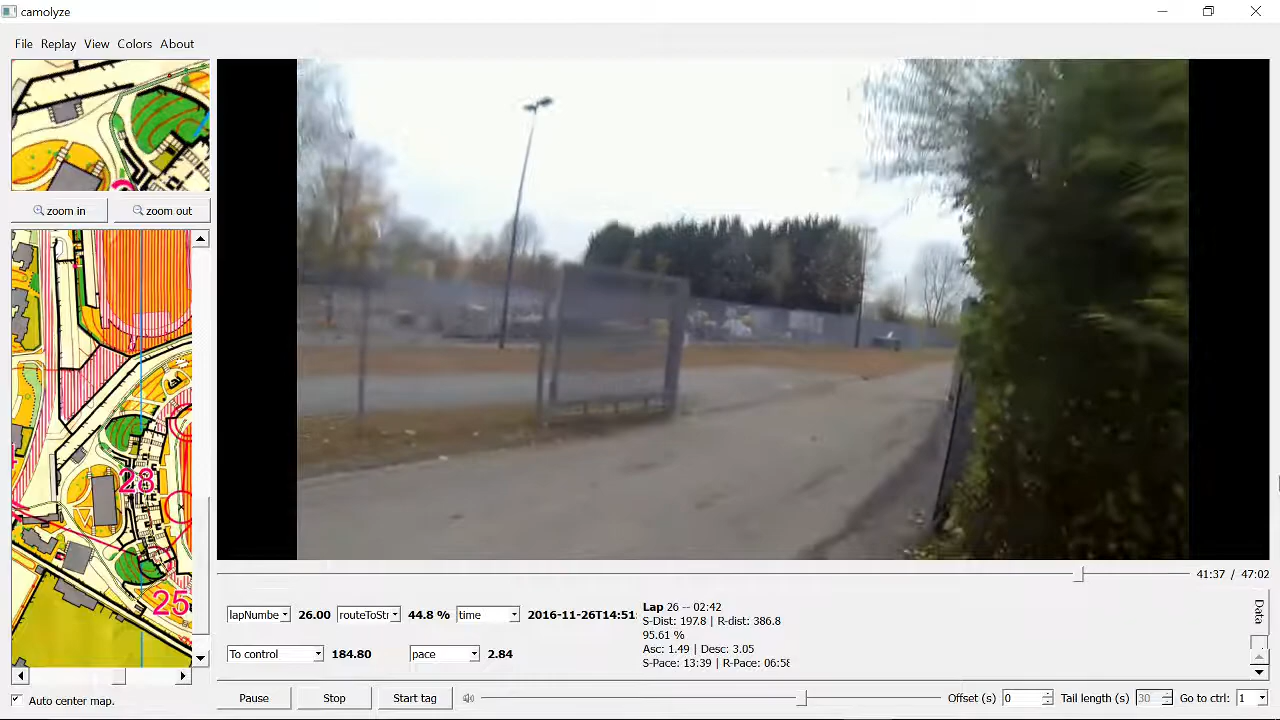 camolyze
File Replay View Colors About
zoom in zoom out
28
25
41:37 / 47:02
lapNumbe 26.00 routeToStr 44.8 % time 2016-11-26T14:51:
To control 184.80 pace 2.84
Lap 26 -- 02:42
S-Dist: 197.8 | R-dist: 386.8
95.61 %
Asc: 1.49 | Desc: 3.05
S-Pace: 13:39 | R-Pace: 06:58
Data
Auto center map.
Pause Stop Start tag Offset (s) 0 Tail length (s) 30 Go to ctrl: 1